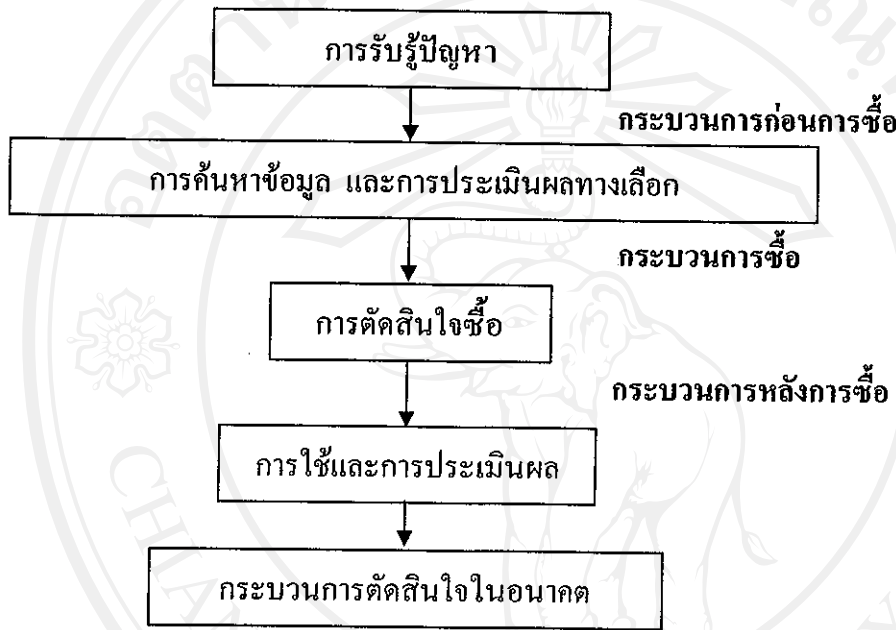 การรับรู้ปัญหา
กระบวนการก่อนการซื้อ
การค้นหาข้อมูล และการประเมินผลทางเลือก
กระบวนการซื้อ
การตัดสินใจซื้อ
กระบวนการหลังการซื้อ
การใช้และการประเมินผล
กระบวนการตัดสินใจในอนาคต